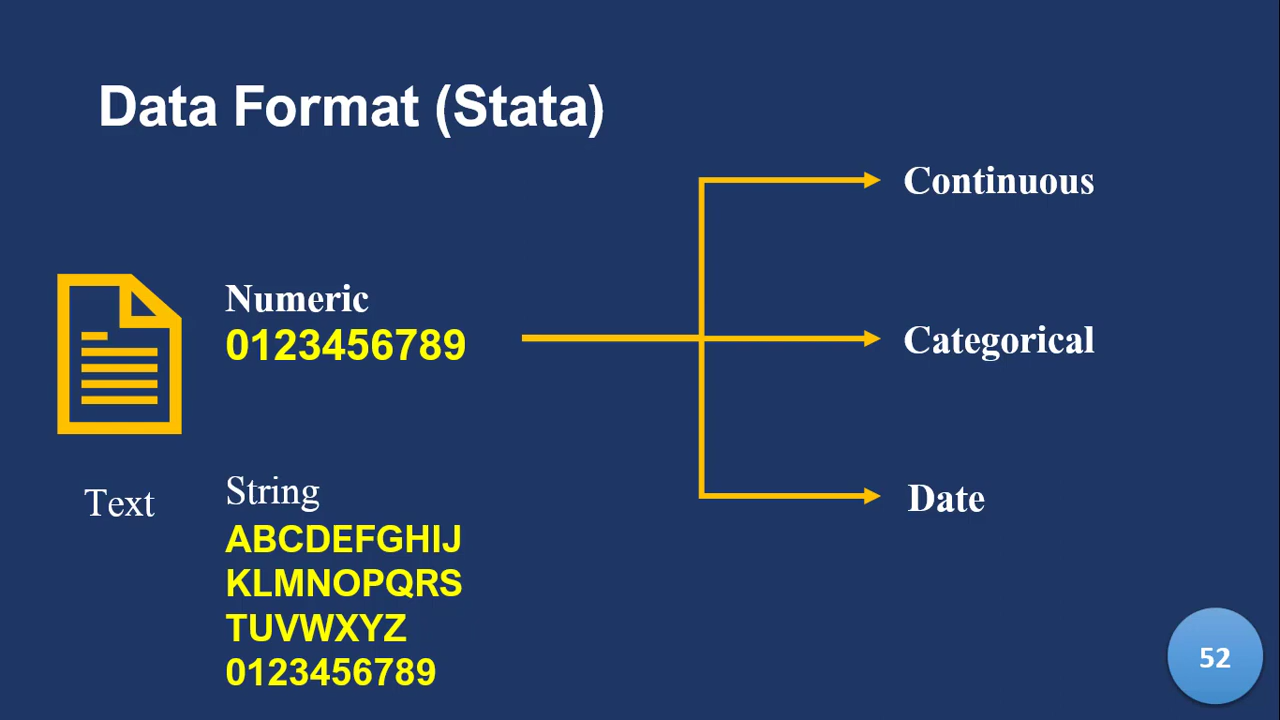 Data Format (Stata)
Numeric
0123456789
Continuous
Categorical
Date
Text
String
ABCDEFGHIJ
KLMNOPQRS
TUVWXYZ
0123456789
52